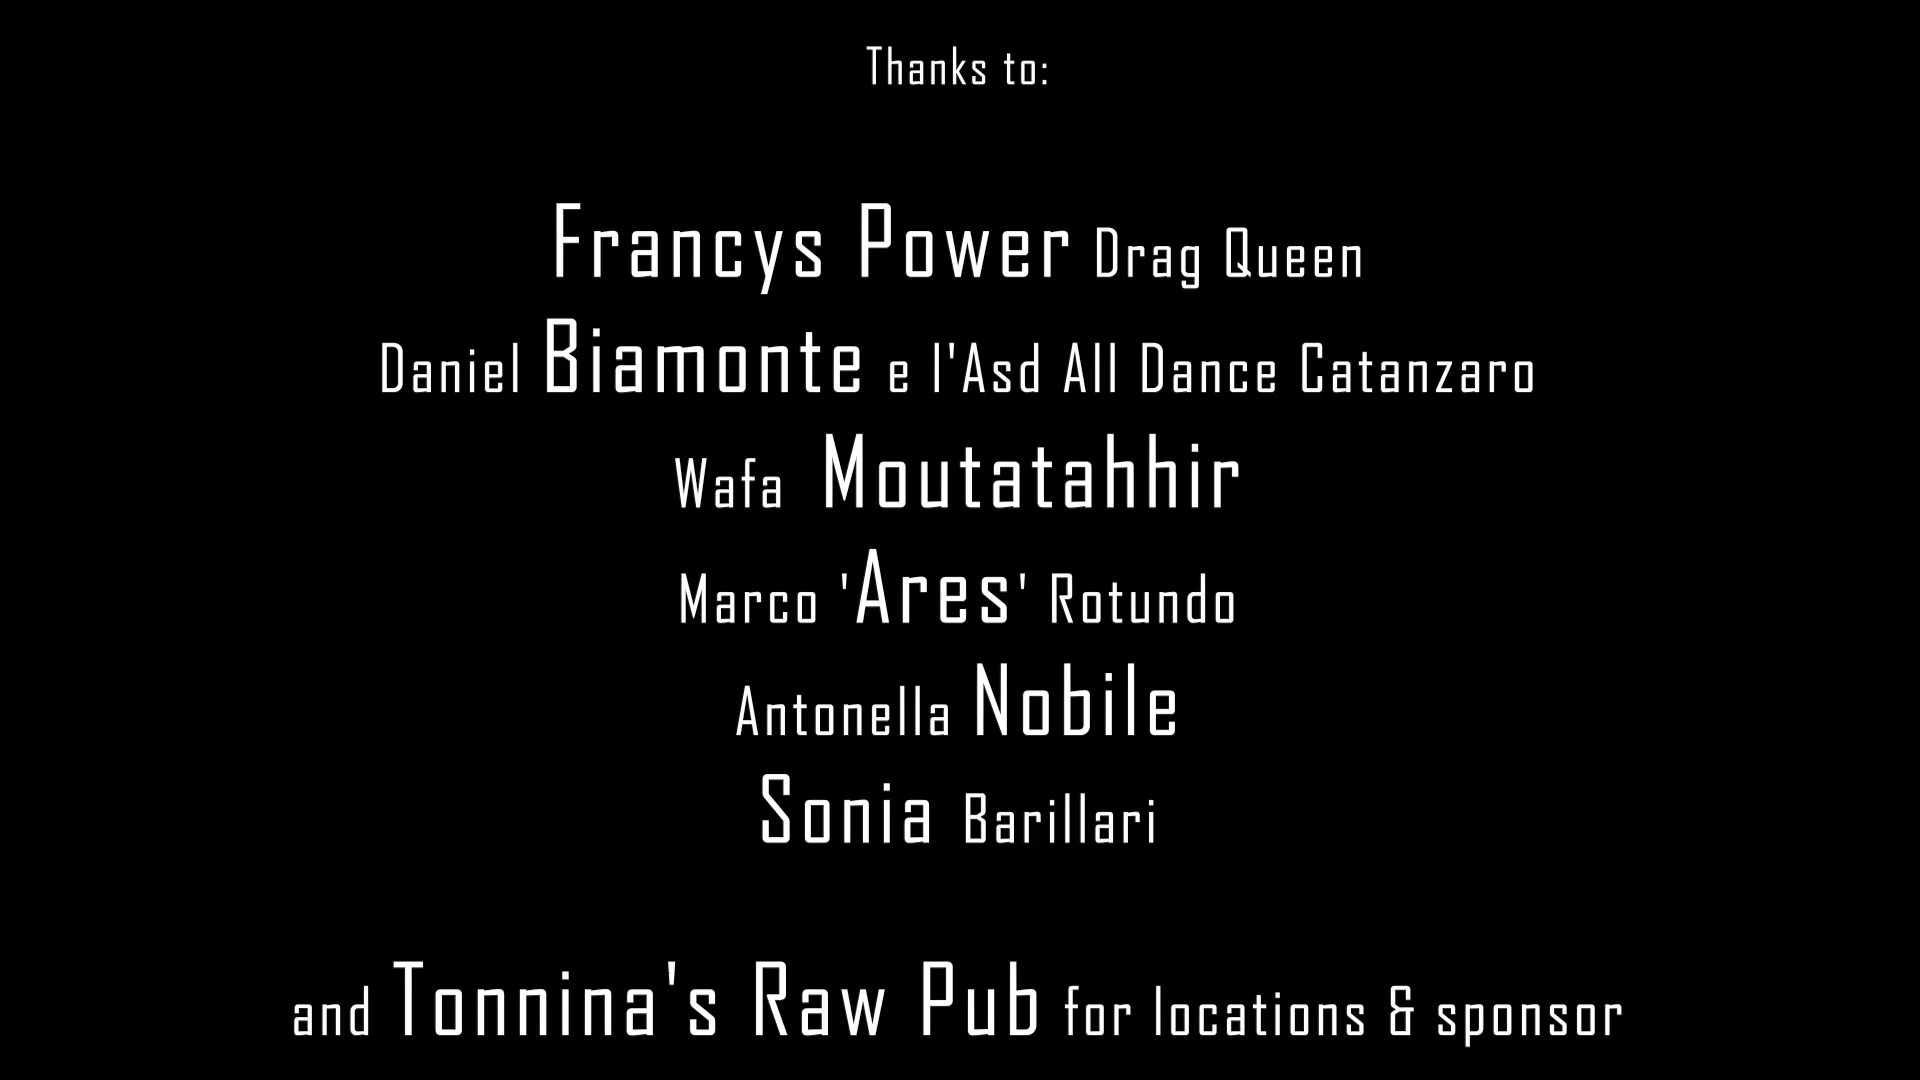 Thanks to:
Francys Power Drag Queen
Daniel Biamonte e l'Asd All Dance Catanzaro
Wafa Moutatahhir
Marco 'Ares' Rotundo
Antonella Nobile
Sonia Barillari
and Tonnina's Raw Pub for locations & sponsor